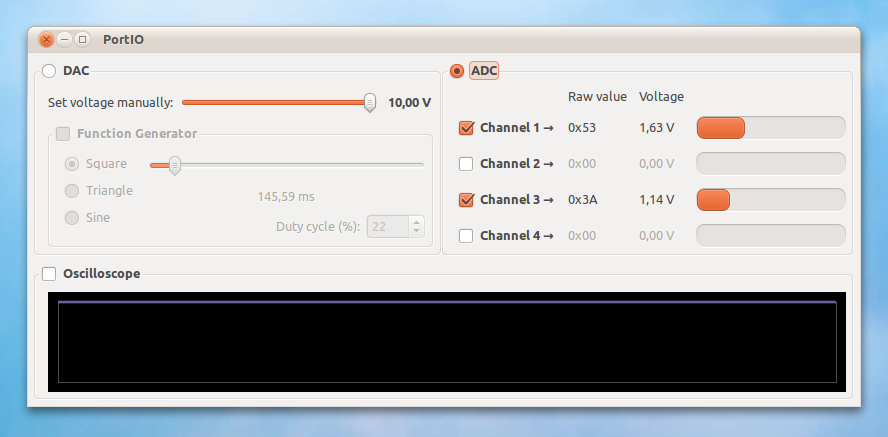 PortIO
DAC
Set voltage manually: 10,00 V
Function Generator
Square
Triangle
145,59 ms
Sine
Duty cycle (%): 22
ADC
Raw value Voltage
Channel 1 → 0x53 1,63 V
Channel 2 → 0x00 0,00 V
Channel 3 → 0x3A 1,14 V
Channel 4 → 0x00 0,00 V
Oscilloscope